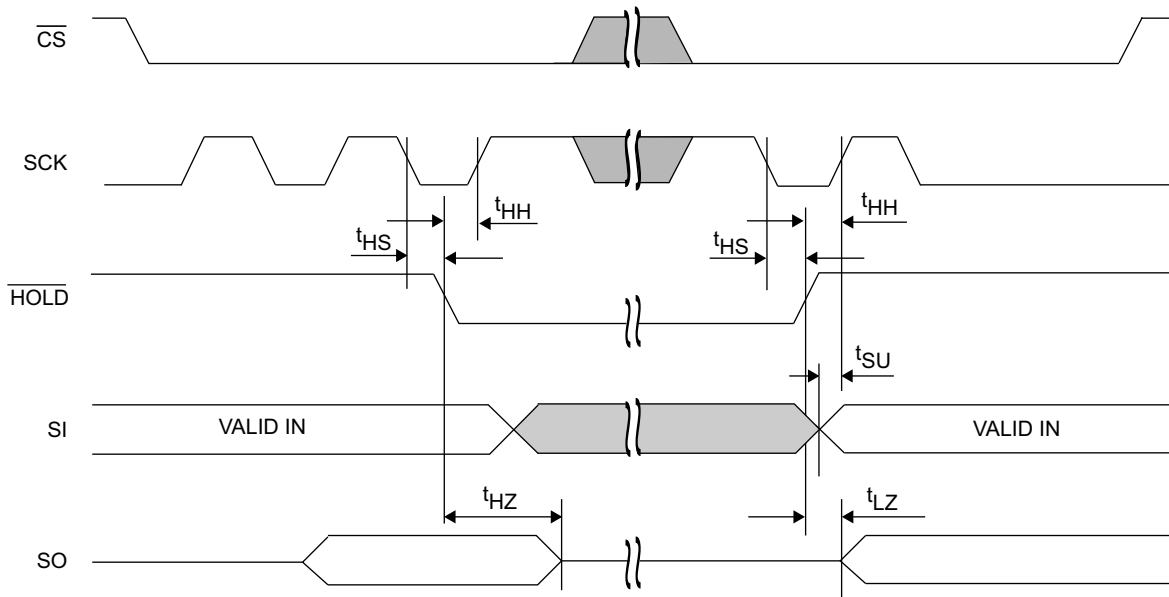 CS
SCK
tHH
tHH
tHS
tHS
HOLD
tSU
SI
VALID IN
VALID IN
tHZ
tLZ
SO